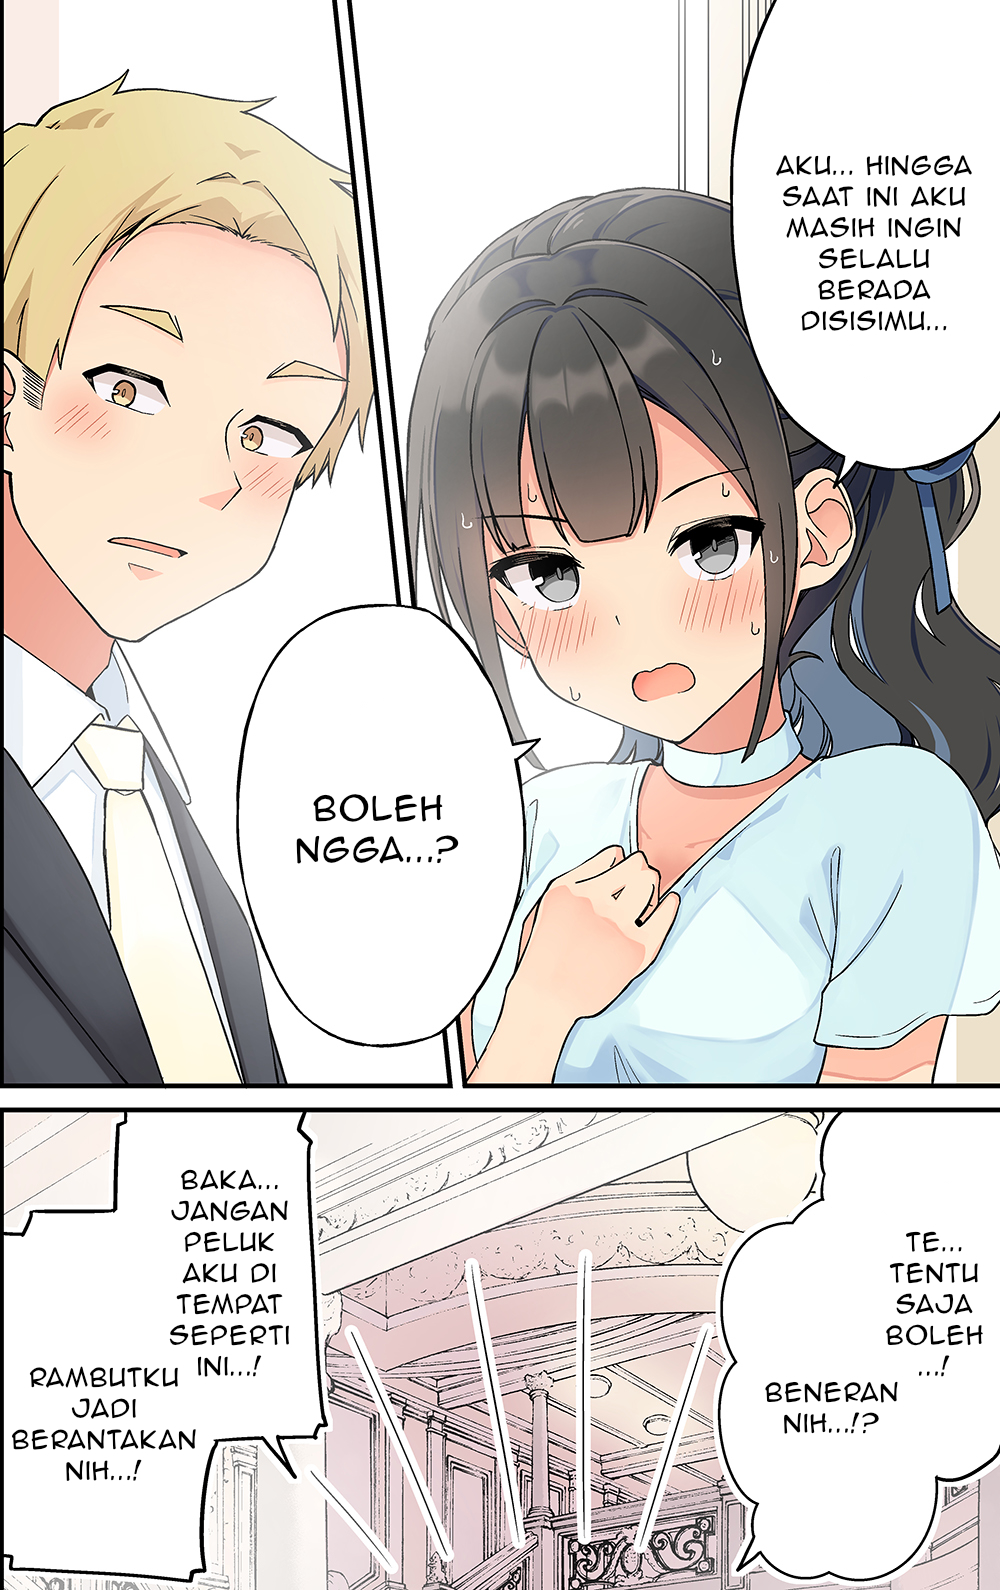 AKU... HINGGA
SAAT INI AKU
MASIH INGIN
SELALU
BERADA
DISISIMU...
BOLEH
NGGA...?
TE...
TENTU
SAJA
BOLEH
...!
BENERAN
NIH...!?
BAKA...
JANGAN
PELUK
AKU DI
TEMPAT
SEPERTI
INI...!
RAMBUTKU
JADI
BERANTAKAN
NIH...!